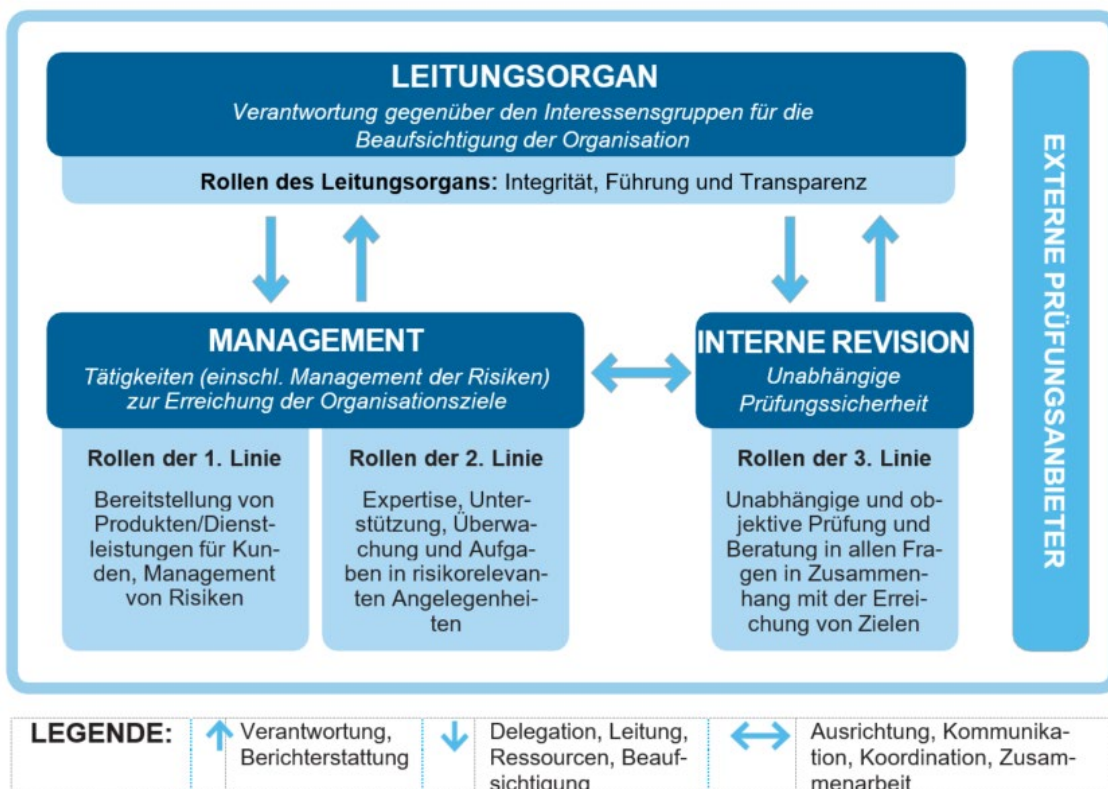 LEITUNGSORGAN
Verantwortung gegenüber den Interessensgruppen für die
Beaufsichtigung der Organisation
Rollen des Leitungsorgans: Integrität, Führung und Transparenz
EXTERNE PRÜFUNGSANBIETER
MANAGEMENT
Tätigkeiten (einschl. Management der Risiken)
zur Erreichung der Organisationsziele
INTERNE REVISION
Unabhängige
Prüfungssicherheit
Rollen der 1. Linie
Bereitstellung von
Produkten/Dienst-
leistungen für Kun-
den, Management
von Risiken
Rollen der 2. Linie
Expertise, Unter-
stützung, Überwa-
chung und Aufga-
ben in risikorelevan-
ten Angelegenhei-
ten
Rollen der 3. Linie
Unabhängige und ob-
jektive Prüfung und
Beratung in allen Fra-
gen in Zusammen-
hang mit der Errei-
chung von Zielen
LEGENDE:
Verantwortung,
Berichterstattung
Delegation, Leitung,
Ressourcen, Beauf-
sichtigung
Ausrichtung, Kommunika-
tion, Koordination, Zusam-
menarbeit